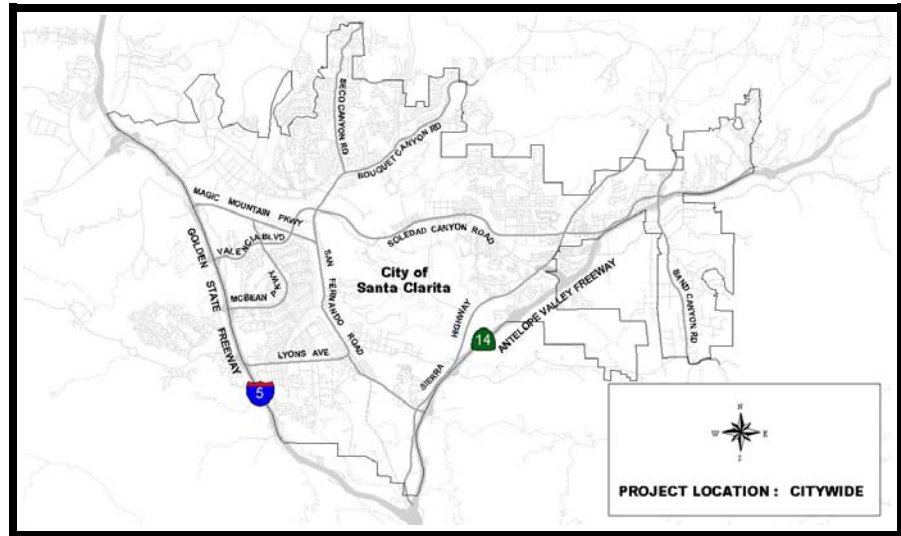 SECO CANYON RD
BOUQUET CANYON RD
MAGIC MOUNTAIN PKWY
VALENCIA BLVD
SOLEDAD CANYON ROAD
GOLDEN STATE FREEWAY
MCBEAN PKWY
SAN FERNANDO ROAD
City of
Santa Clarita
SAND CANYON RD
SIERRA HIGHWAY
ANTELOPE VALLEY FREEWAY
14
LYONS AVE
5
N
W E
S
PROJECT LOCATION : CITYWIDE